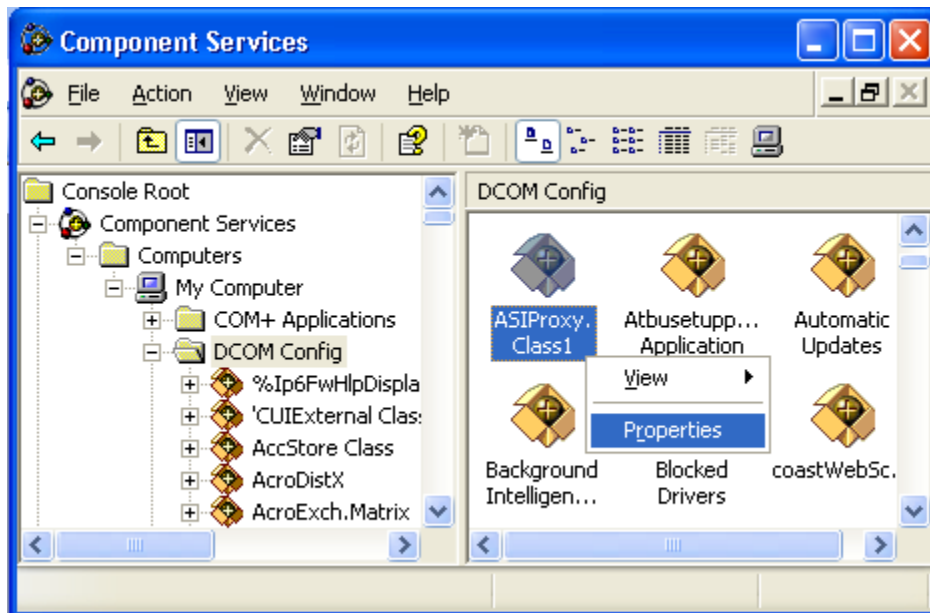 Component Services
File Action View Window Help
Console Root
Component Services
Computers
My Computer
COM+ Applications
DCOM Config
%Ip6FwHlpDispla
'CUIExternal Clas
AccStore Class
AcroDistX
AcroExch.Matrix
DCOM Config
ASIProxy.
Class1
Atbusetupp...
Application
Automatic
Updates
View
Properties
Background
Intelligen...
Blocked
Drivers
coastWebSc.